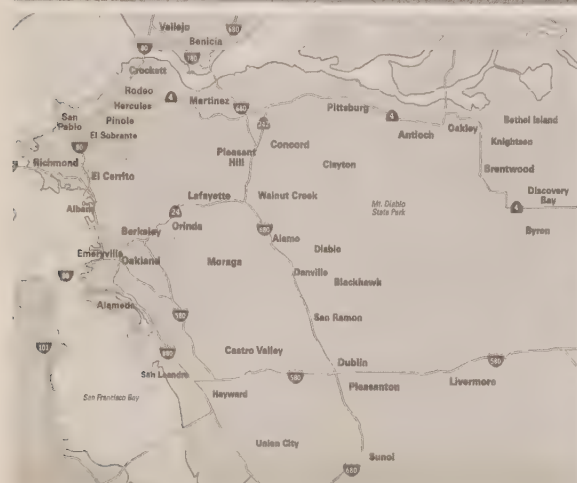 Vallejo
680
Benicia
80
780
Crockett
Rodeo
4
Martinez
680
Hercules
Pittsburg
4
San
Pablo
Pinole
Antioch
Oakley
Bethel Island
El Sobrante
Concord
Knightsen
80
Pleasant
Hill
Clayton
Richmond
Brentwood
El Cerrito
Discovery
Bay
Lafayette
Walnut Creek
Mt. Diablo
State Park
4
Albany
24
Orinda
Byron
Berkeley
680
Alamo
Diablo
Emeryville
Oakland
Moraga
Danville
Blackhawk
80
Alameda
580
San Ramon
101
880
Castro Valley
Dublin
580
San Leandro
580
Pleasanton
Livermore
San Francisco Bay
Hayward
Union City
Sunol
680